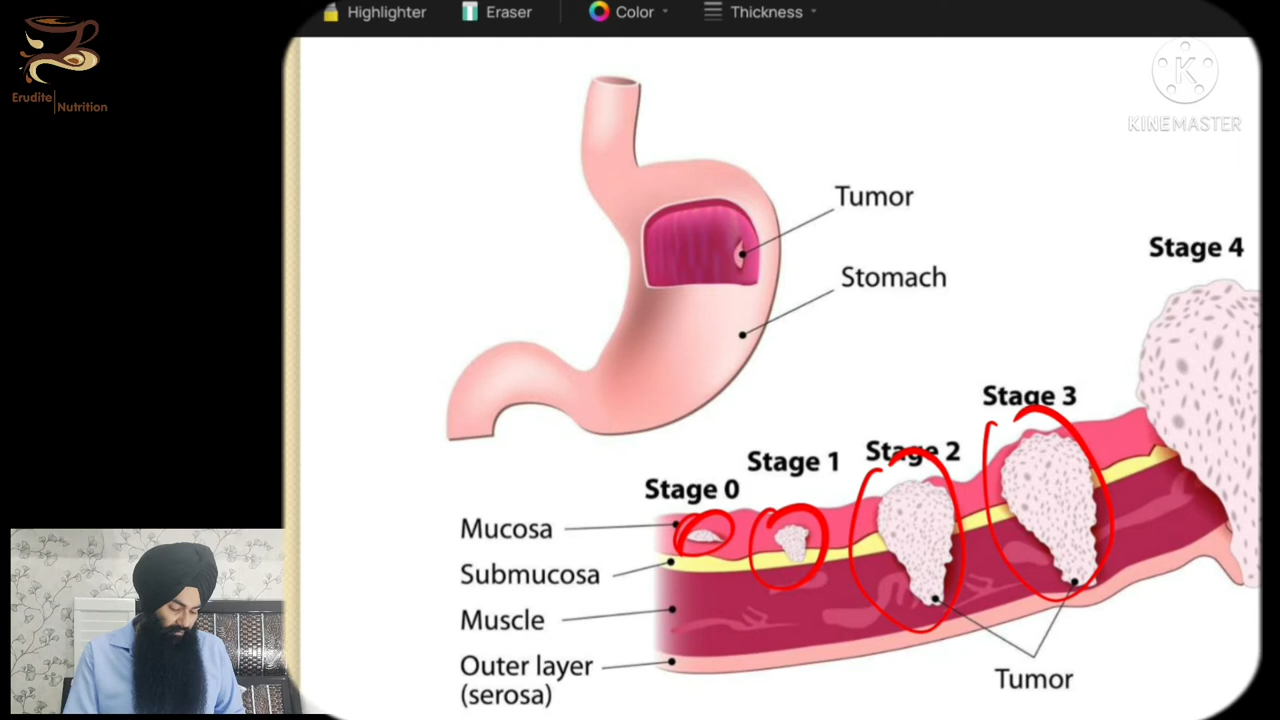 Highlighter
Eraser
Color
Thickness
Erudite
Nutrition
K
KINEMASTER
Tumor
Stomach
Stage 4
Stage 3
Stage 2
Stage 1
Stage 0
Mucosa
Submucosa
Muscle
Outer layer
(serosa)
Tumor